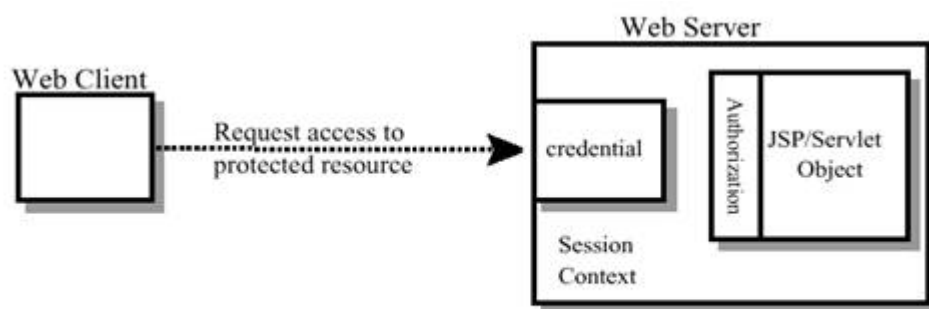 Web Server
Web Client
Request access to
protected resource
credential
Session
Context
Authorization
JSP/Servlet
Object